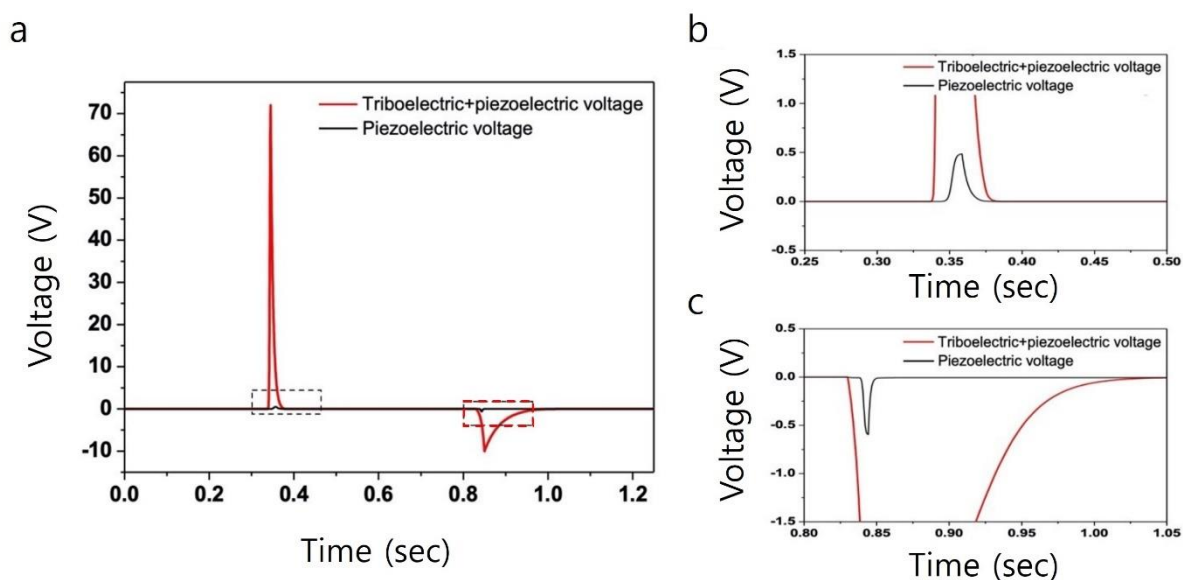 a
Voltage (V)
70
60
50
40
30
20
10
0
-10
Triboelectric+piezoelectric voltage
Piezoelectric voltage
0.0 0.2 0.4 0.6 0.8 1.0 1.2
Time (sec)
b
Voltage (V)
1.5
1.0
0.5
0.0
-0.5
Triboelectric+piezoelectric voltage
Piezoelectric voltage
0.25 0.30 0.35 0.40 0.45 0.50
Time (sec)
c
Voltage (V)
0.5
0.0
-0.5
-1.0
-1.5
Triboelectric+piezoelectric voltage
Piezoelectric voltage
0.80 0.85 0.90 0.95 1.00 1.05
Time (sec)